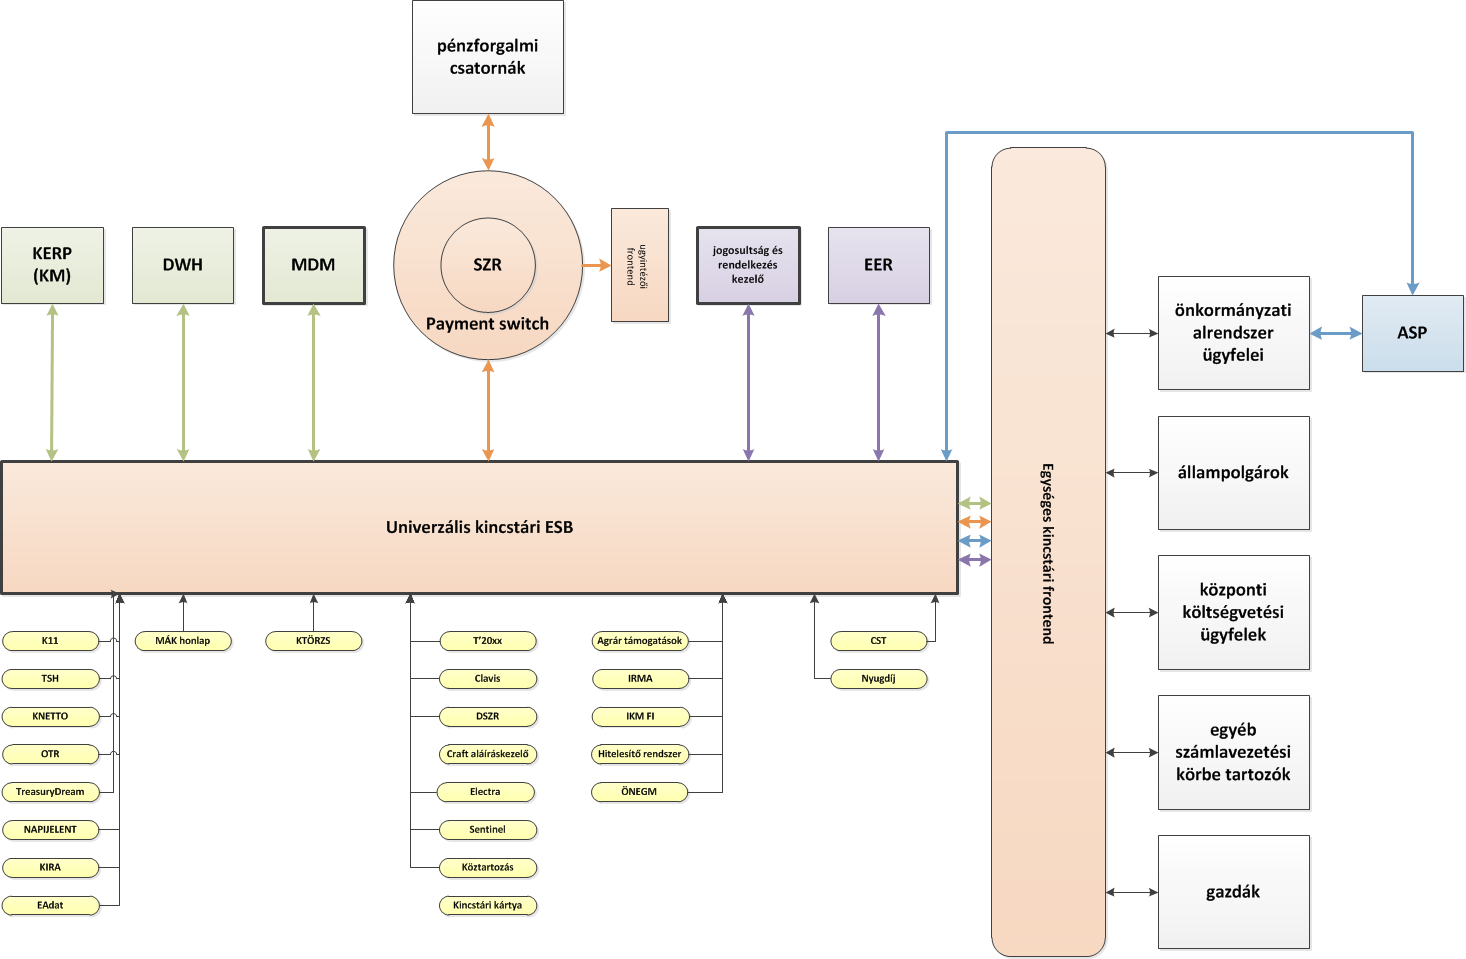 pénzforgalmi
csatornák
KERP
(KM)
DWH
MDM
SZR
Payment switch
ugyintézői
frontend
jogosultság és
rendelkezés
kezelő
EER
önkormányzati
alrendszer
ügyfelei
ASP
állampolgárok
Univerzális kincstári ESB
Egységes kincstári frontend
központi
költségvetési
ügyfelek
egyéb
számlavezetési
körbe tartozók
gazdák
K11
TSH
KNETTO
OTR
TreasuryDream
NAPIJELENT
KIRA
EAdat
MÁK honlap
KTÖRZS
T'20xx
Clavis
DSZR
Craft aláíráskezelő
Electra
Sentinel
Köztartozás
Kincstári kártya
Agrár támogatások
IRMA
IKM FI
Hitelesítő rendszer
ÖNEGM
CST
Nyugdíj